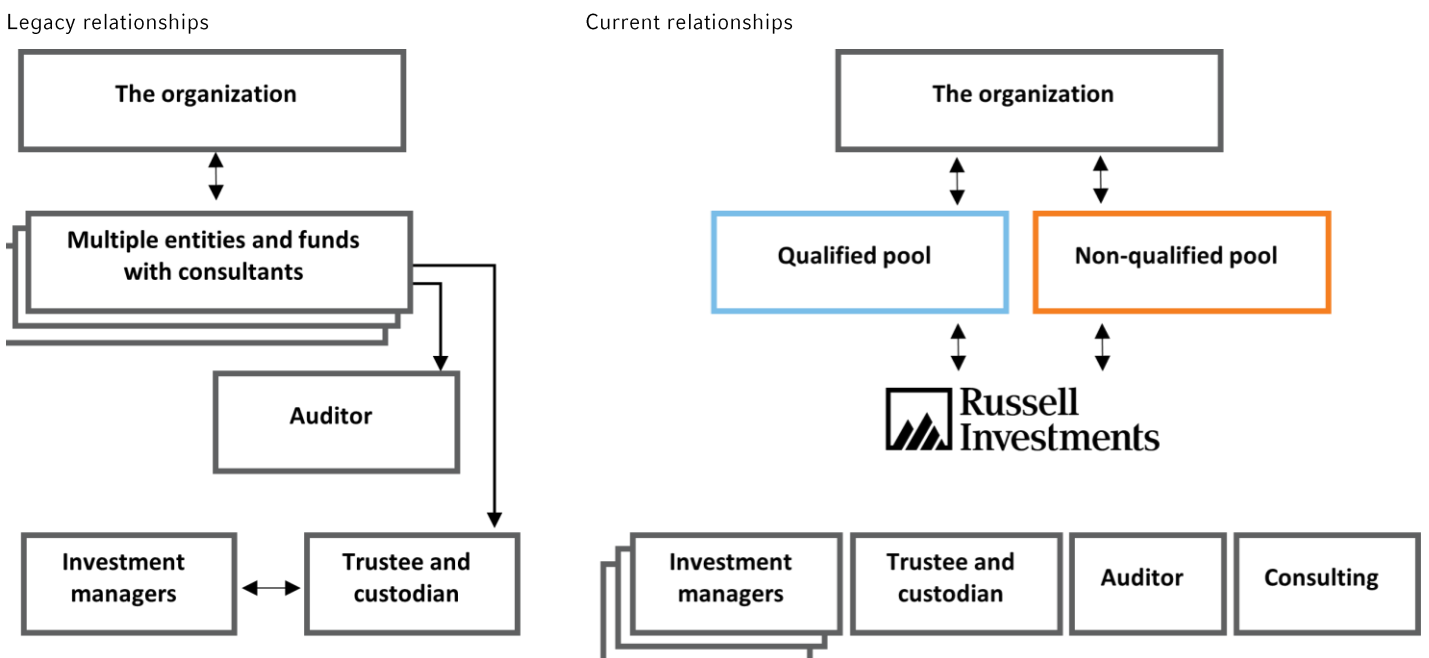 Legacy relationships
The organization
Multiple entities and funds
with consultants
Auditor
Investment
managers
Trustee and
custodian
Current relationships
The organization
Qualified pool
Non-qualified pool
Russell
Investments
Investment
managers
Trustee and
custodian
Auditor
Consulting